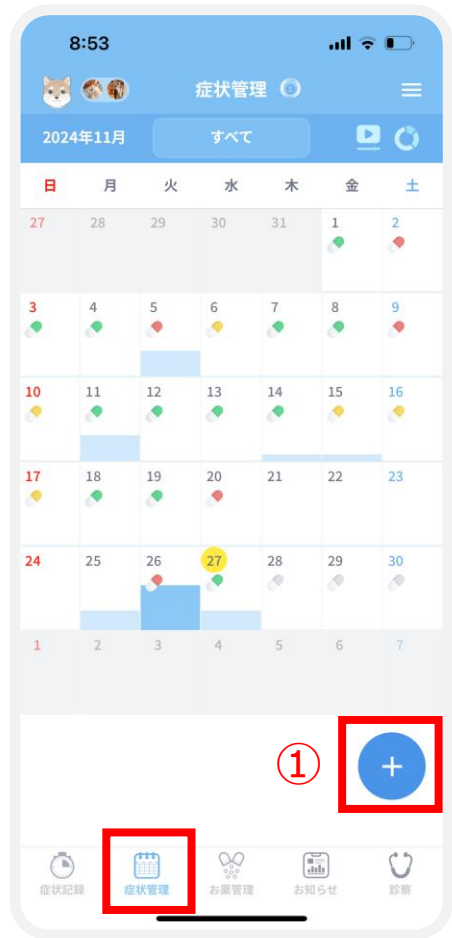 8:53
症状管理
2024年11月 すべて
日 月 火 水 木 金 土
27 28 29 30 31 1 2
3 4 5 6 7 8 9
10 11 12 13 14 15 16
17 18 19 20 21 22 23
24 25 26 27 28 29 30
1 2 3 4 5 6 7
① +
症状記録 症状管理 お薬管理 お知らせ 診察